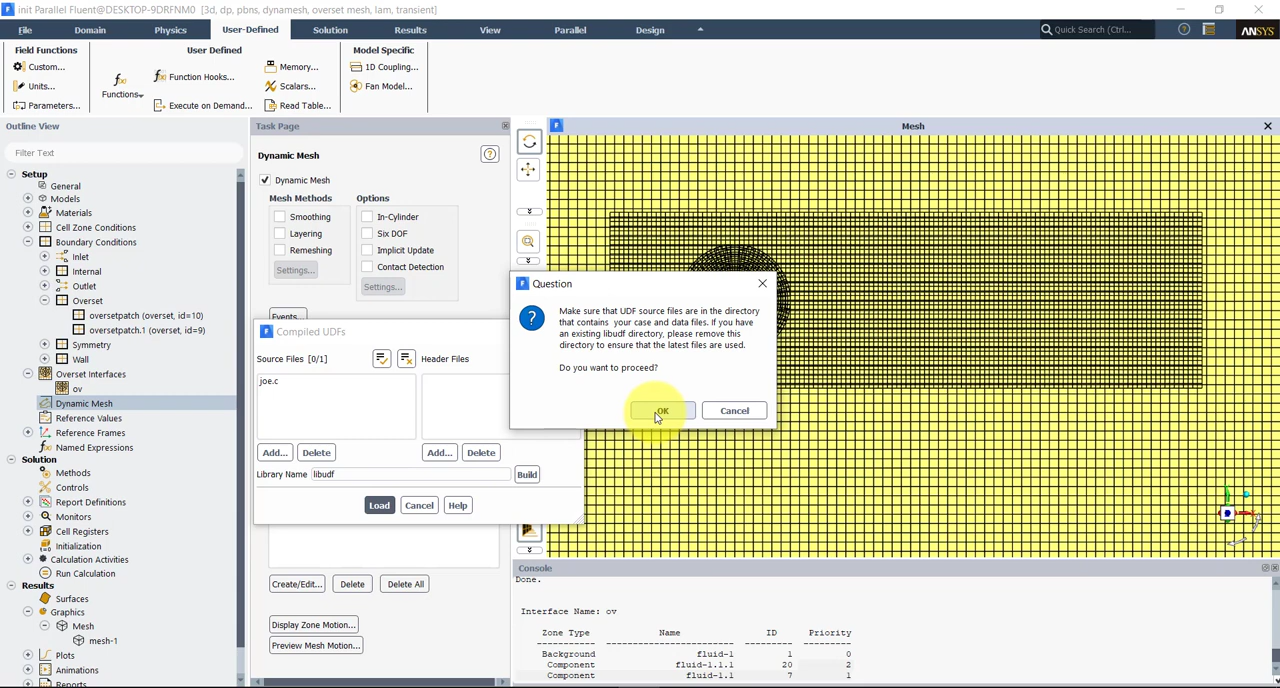 init Parallel Fluent@DESKTOP-9DRFNM0 [3d, dp, pbns, dynamesh, overset mesh, lam, transient]
File Domain Physics User-Defined Solution Results View Parallel Design
Quick Search (Ctrl...
ANSYS
Field Functions
Custom...
Units...
Parameters...
User Defined
Functions
Function Hooks...
Execute on Demand...
Memory...
Scalars...
Read Table...
Model Specific
1D Coupling...
Fan Model...
Outline View
Filter Text
Setup
General
Models
Materials
Cell Zone Conditions
Boundary Conditions
Inlet
Internal
Outlet
Overset
oversetpatch (overset, id=10)
oversetpatch.1 (overset, id=9)
Symmetry
Wall
Overset Interfaces
ov
Dynamic Mesh
Reference Values
Reference Frames
Named Expressions
Solution
Methods
Controls
Report Definitions
Monitors
Cell Registers
Initialization
Calculation Activities
Run Calculation
Results
Surfaces
Graphics
Mesh
mesh-1
Plots
Animations
Reports
Task Page
Dynamic Mesh
Dynamic Mesh
Mesh Methods
Smoothing
Layering
Remeshing
Settings...
Options
In-Cylinder
Six DOF
Implicit Update
Contact Detection
Settings...
Events...
Compiled UDFs
Source Files [0/1]
Header Files
joe.c
Add... Delete Add... Delete
Library Name libudf Build
Load Cancel Help
Create/Edit... Delete Delete All
Display Zone Motion...
Preview Mesh Motion...
Mesh
Question
Make sure that UDF source files are in the directory
that contains your case and data files. If you have
an existing libudf directory, please remove this
directory to ensure that the latest files are used.
Do you want to proceed?
OK Cancel
Console
Done.
Interface Name: ov
Zone Type Name ID Priority
Background fluid-1 1 0
Component fluid-1.1.1 20 2
Component fluid-1.1 7 1